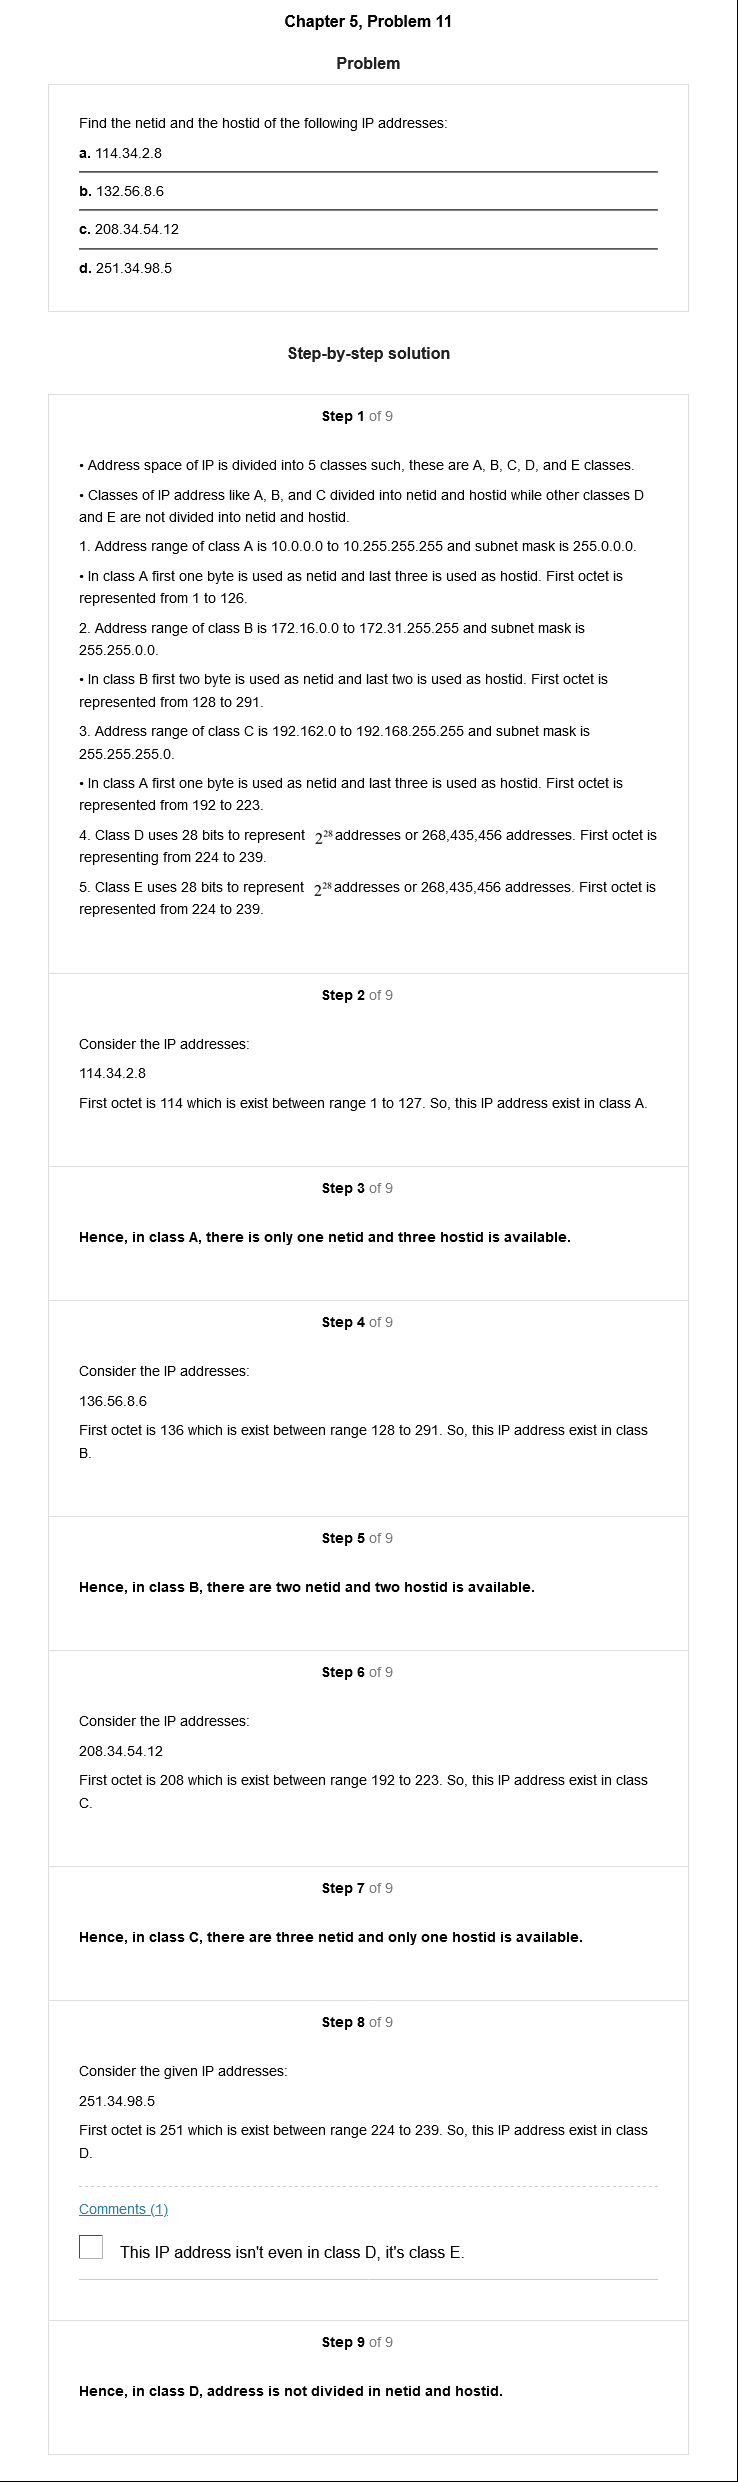 Chapter 5, Problem 11
Problem
Find the netid and the hostid of the following IP addresses:
a. 114.34.2.8
b. 132.56.8.6
c. 208.34.54.12
d. 251.34.98.5
Step-by-step solution
Step 1 of 9
• Address space of IP is divided into 5 classes such, these are A, B, C, D, and E classes.
• Classes of IP address like A, B, and C divided into netid and hostid while other classes D
and E are not divided into netid and hostid.
1. Address range of class A is 10.0.0.0 to 10.255.255.255 and subnet mask is 255.0.0.0.
• In class A first one byte is used as netid and last three is used as hostid. First octet is
represented from 1 to 126.
2. Address range of class B is 172.16.0.0 to 172.31.255.255 and subnet mask is
255.255.0.0.
• In class B first two byte is used as netid and last two is used as hostid. First octet is
represented from 128 to 291.
3. Address range of class C is 192.162.0 to 192.168.255.255 and subnet mask is
255.255.255.0.
• In class A first one byte is used as netid and last three is used as hostid. First octet is
represented from 192 to 223.
4. Class D uses 28 bits to represent 2²⁸ addresses or 268,435,456 addresses. First octet is
representing from 224 to 239.
5. Class E uses 28 bits to represent 2²⁸ addresses or 268,435,456 addresses. First octet is
represented from 224 to 239.
Step 2 of 9
Consider the IP addresses:
114.34.2.8
First octet is 114 which is exist between range 1 to 127. So, this IP address exist in class A.
Step 3 of 9
Hence, in class A, there is only one netid and three hostid is available.
Step 4 of 9
Consider the IP addresses:
136.56.8.6
First octet is 136 which is exist between range 128 to 291. So, this IP address exist in class
B.
Step 5 of 9
Hence, in class B, there are two netid and two hostid is available.
Step 6 of 9
Consider the IP addresses:
208.34.54.12
First octet is 208 which is exist between range 192 to 223. So, this IP address exist in class
C.
Step 7 of 9
Hence, in class C, there are three netid and only one hostid is available.
Step 8 of 9
Consider the given IP addresses:
251.34.98.5
First octet is 251 which is exist between range 224 to 239. So, this IP address exist in class
D.
Comments (1)
This IP address isn't even in class D, it's class E.
Step 9 of 9
Hence, in class D, address is not divided in netid and hostid.